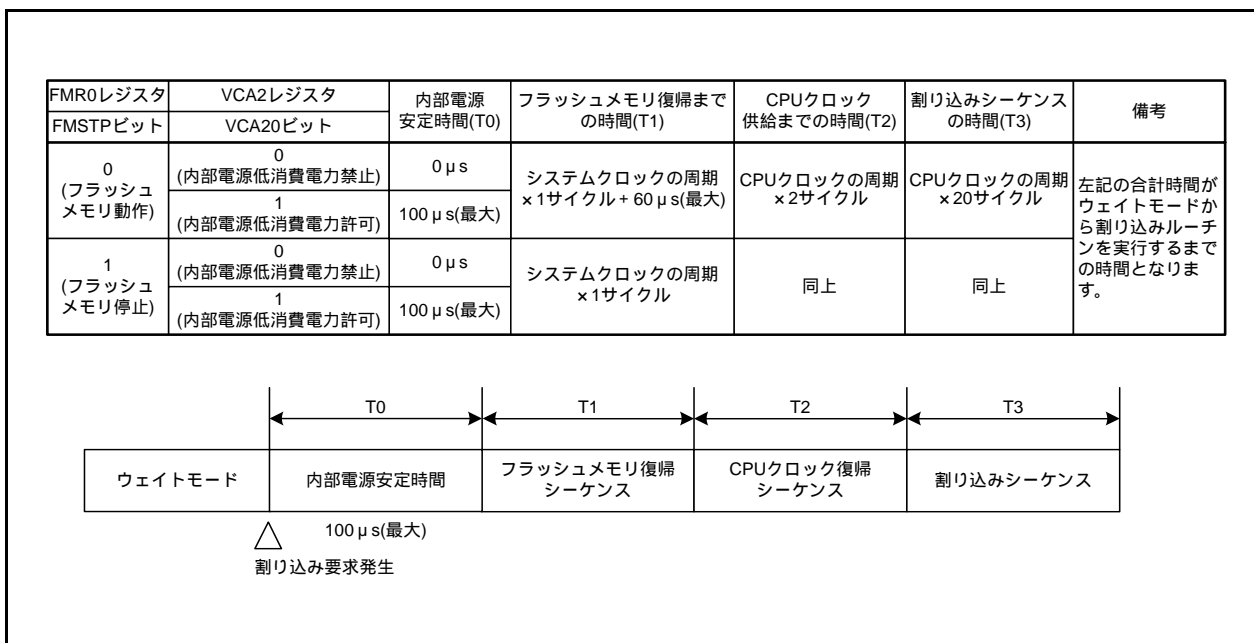 FMR0レジスタ
FMSTPビット
VCA2レジスタ
VCA20ビット
内部電源
安定時間(T0)
フラッシュメモリ復帰まで
の時間(T1)
CPUクロック
供給までの時間(T2)
割り込みシーケンス
の時間(T3)
備考
0
(フラッシュ
メモリ動作)
0
(内部電源低消費電力禁止)
0μs
1
(内部電源低消費電力許可)
100μs(最大)
システムクロックの周期
×1サイクル+60μs(最大)
CPUクロックの周期
×2サイクル
CPUクロックの周期
×20サイクル
左記の合計時間が
ウェイトモードか
ら割り込みルーチ
ンを実行するまで
の時間となりま
す。
1
(フラッシュ
メモリ停止)
0
(内部電源低消費電力禁止)
0μs
1
(内部電源低消費電力許可)
100μs(最大)
システムクロックの周期
×1サイクル
同上
同上
T0
T1
T2
T3
ウェイトモード
内部電源安定時間
フラッシュメモリ復帰
シーケンス
CPUクロック復帰
シーケンス
割り込みシーケンス
100μs(最大)
割り込み要求発生